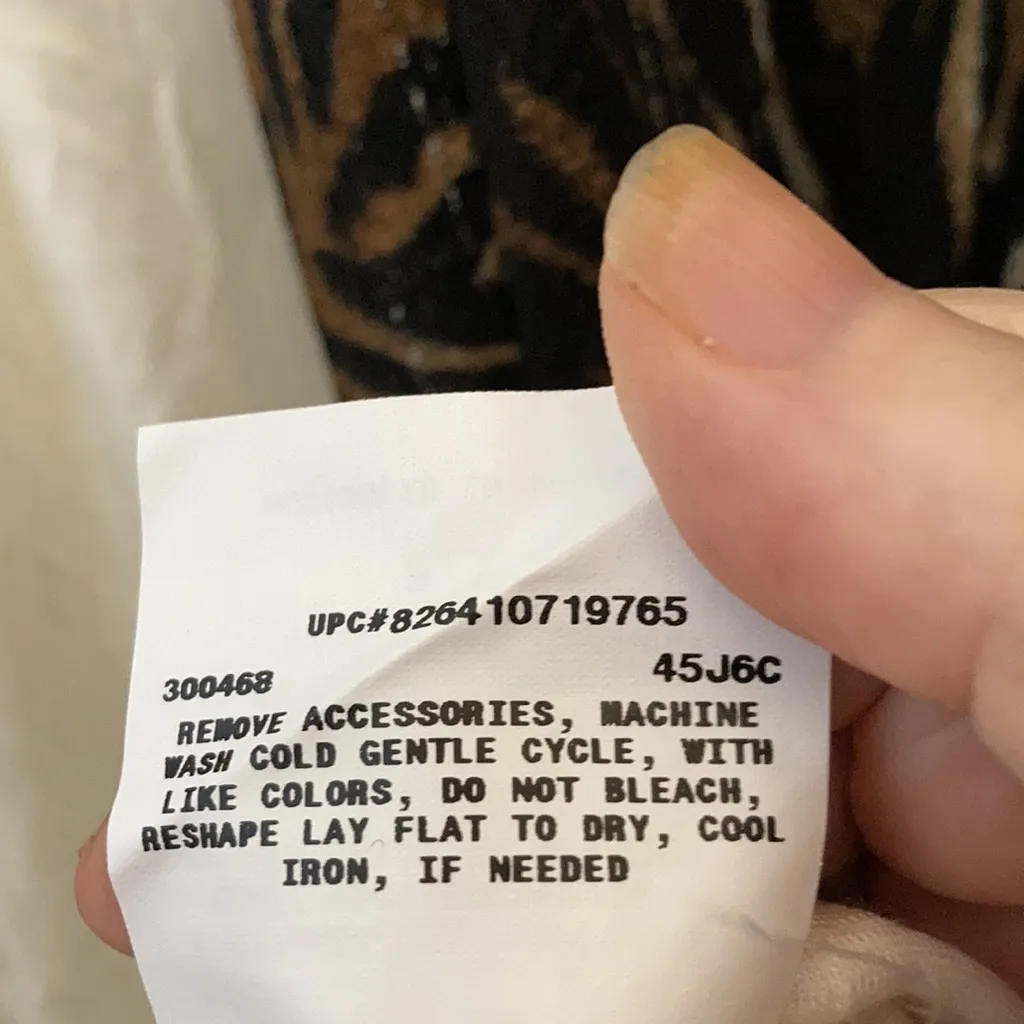 UPC#826410719765
300468 45J6C
REMOVE ACCESSORIES, MACHINE
WASH COLD GENTLE CYCLE, WITH
LIKE COLORS, DO NOT BLEACH,
RESHAPE LAY FLAT TO DRY, COOL
IRON, IF NEEDED